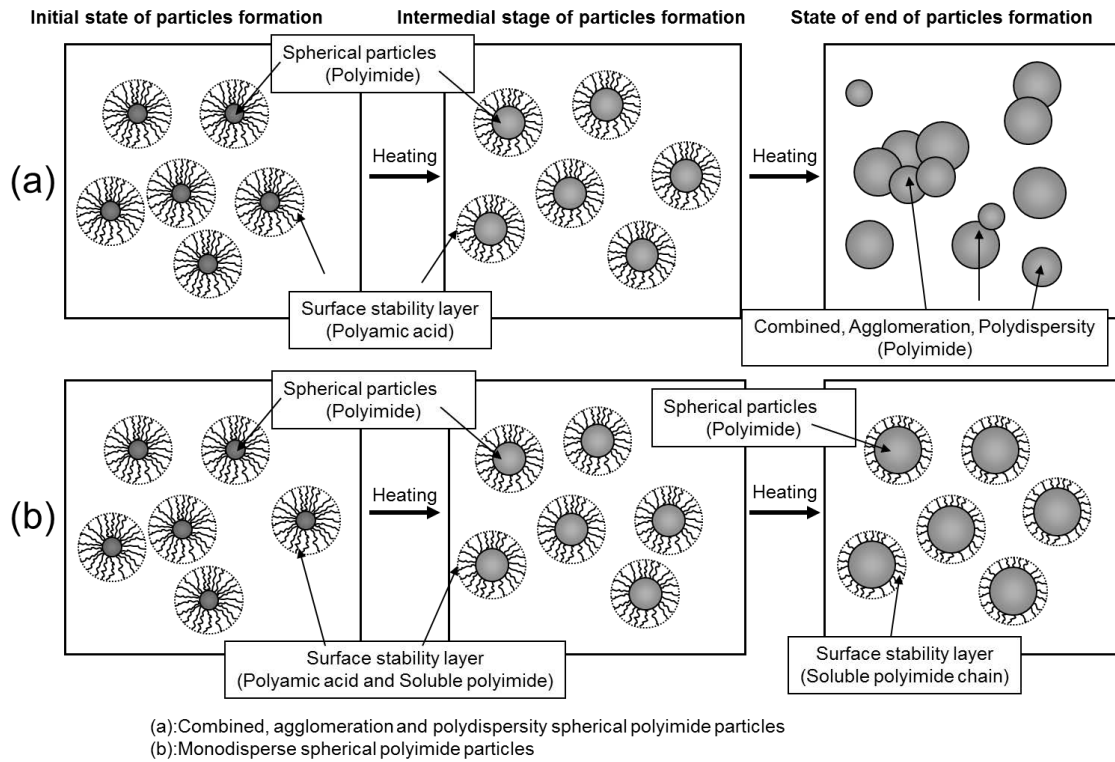 Initial state of particles formation
Intermedial stage of particles formation
State of end of particles formation
(a)
Spherical particles
(Polyimide)
Heating
Heating
Surface stability layer
(Polyamic acid)
Combined, Agglomeration, Polydispersity
(Polyimide)
(b)
Spherical particles
(Polyimide)
Heating
Heating
Spherical particles
(Polyimide)
Surface stability layer
(Polyamic acid and Soluble polyimide)
Surface stability layer
(Soluble polyimide chain)
(a):Combined, agglomeration and polydispersity spherical polyimide particles
(b):Monodisperse spherical polyimide particles